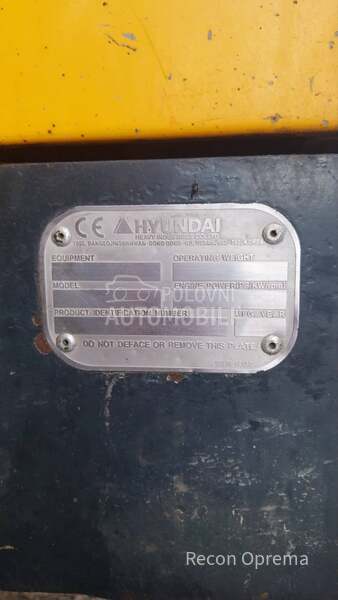 CE HYUNDAI
HEAVY INDUSTRIES CO., LTD.
EQUIPMENT OPERATING WEIGHT
MODEL ENGINE POWER
POLOVNI
AUTOMOBILI
PRODUCT IDENTIFICATION NUMBER MFG. YEAR
DO NOT DEFACE OR REMOVE THIS PLATE
Recon Oprema